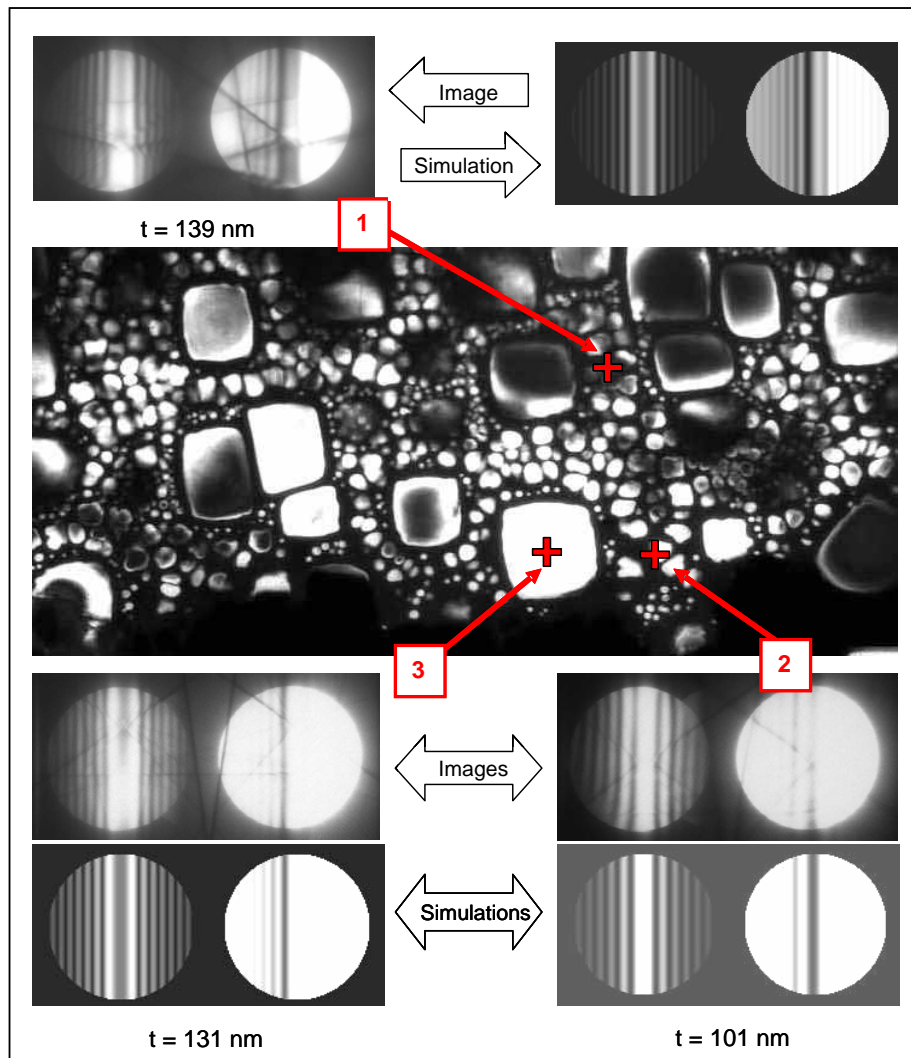 Image
Simulation
t = 139 nm
1
3
2
Images
Simulations
t = 131 nm
t = 101 nm